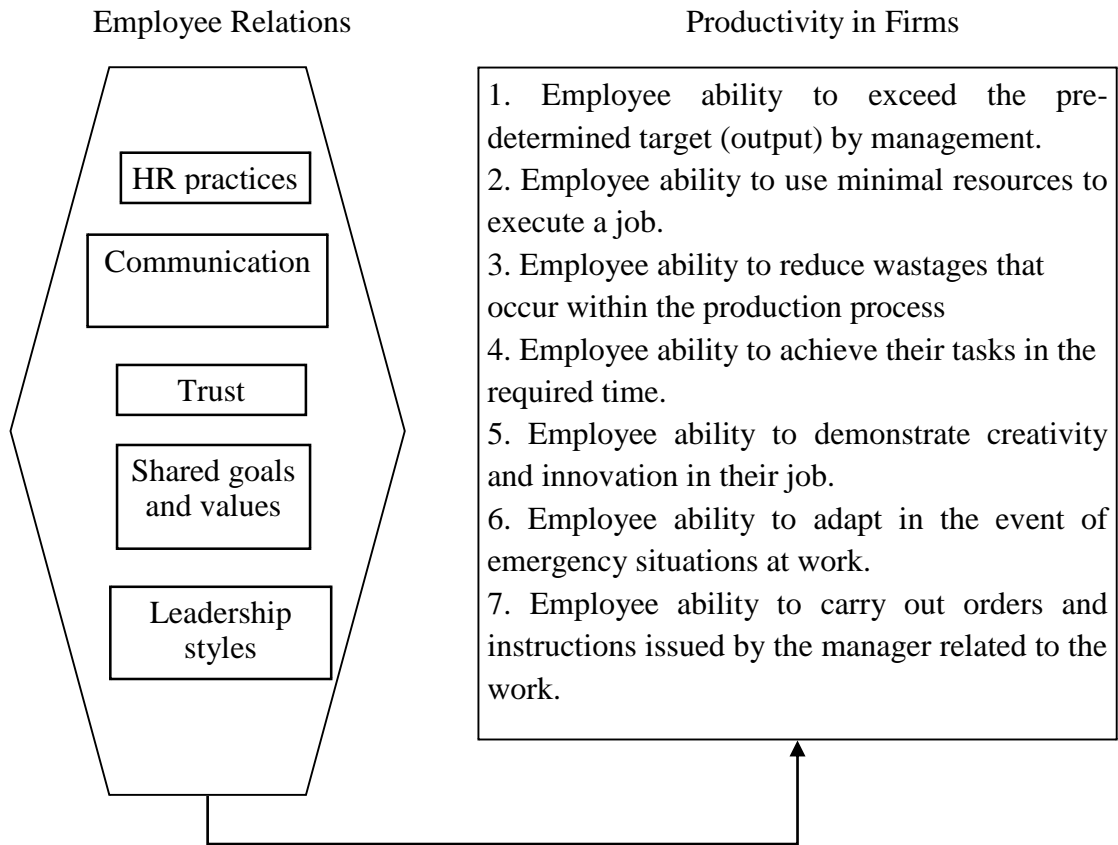 Employee Relations
Productivity in Firms
HR practices
Communication
Trust
Shared goals
and values
Leadership
styles
1. Employee ability to exceed the pre-
determined target (output) by management.
2. Employee ability to use minimal resources to
execute a job.
3. Employee ability to reduce wastages that
occur within the production process
4. Employee ability to achieve their tasks in the
required time.
5. Employee ability to demonstrate creativity
and innovation in their job.
6. Employee ability to adapt in the event of
emergency situations at work.
7. Employee ability to carry out orders and
instructions issued by the manager related to the
work.